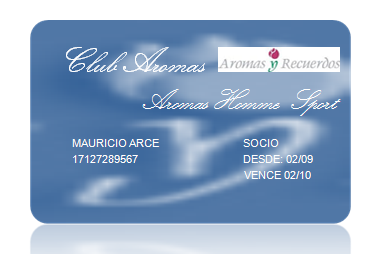 Club Aromas
Aromas y Recuerdos
Aromas Homme Sport
MAURICIO ARCE
17127289567
SOCIO
DESDE: 02/09
VENCE 02/10